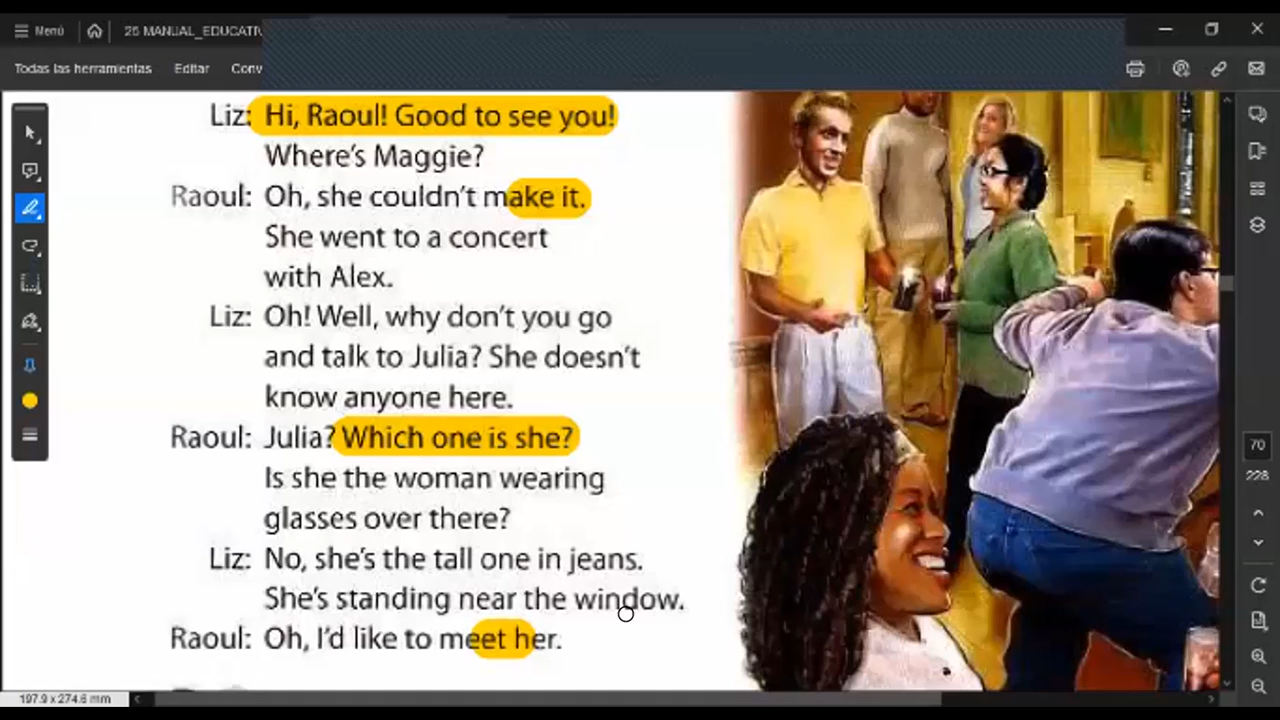 Menú
26 MANUAL_EDUCATI
Todas las herramientas Editar Conv
Liz: Hi, Raoul! Good to see you!
Where's Maggie?
Raoul: Oh, she couldn't make it.
She went to a concert
with Alex.
Liz: Oh! Well, why don't you go
and talk to Julia? She doesn't
know anyone here.
Raoul: Julia? Which one is she?
Is she the woman wearing
glasses over there?
Liz: No, she's the tall one in jeans.
She's standing near the window.
Raoul: Oh, I'd like to meet her.
70
228
197.9 x 274.6 mm